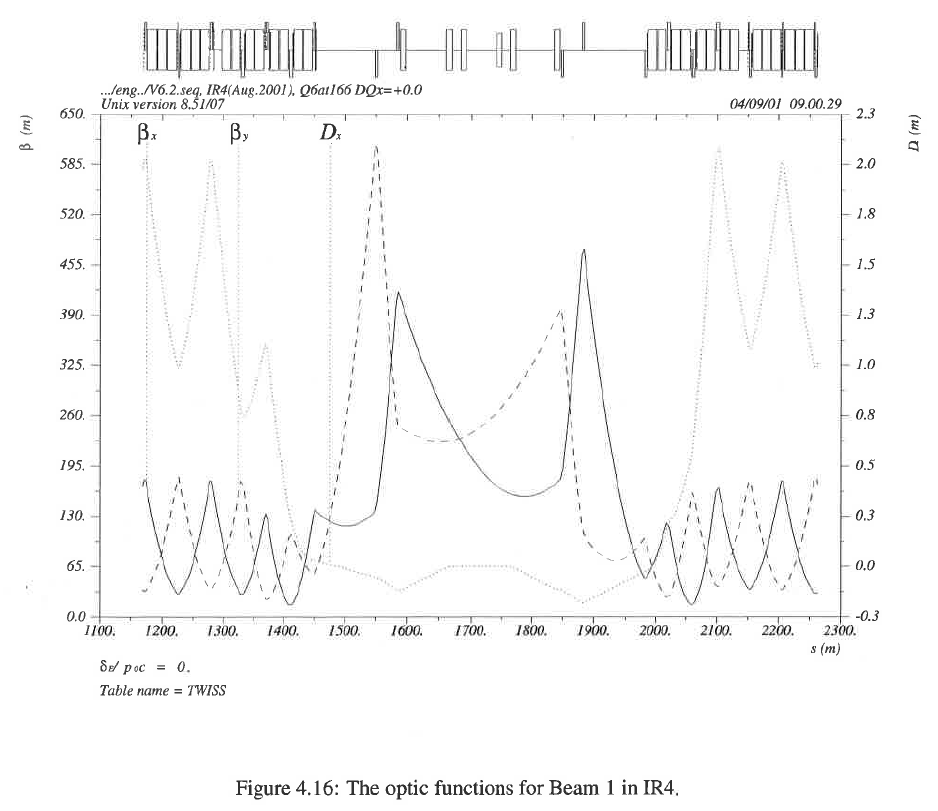 .../eng../V6.2.seq, IR4(Aug.2001), Q6at166 DQx=+0.0
Unix version 8.51/07 04/09/01 09.00.29
β (m)
650.
585.
520.
455.
390.
325.
260.
195.
130.
65.
0.0
βx βy Dx
D (m)
2.3
2.0
1.8
1.5
1.3
1.0
0.8
0.5
0.3
0.0
-0.3
1100. 1200. 1300. 1400. 1500. 1600. 1700. 1800. 1900. 2000. 2100. 2200. 2300.
s (m)
δE/ p0c = 0.
Table name = TWISS
Figure 4.16: The optic functions for Beam 1 in IR4.